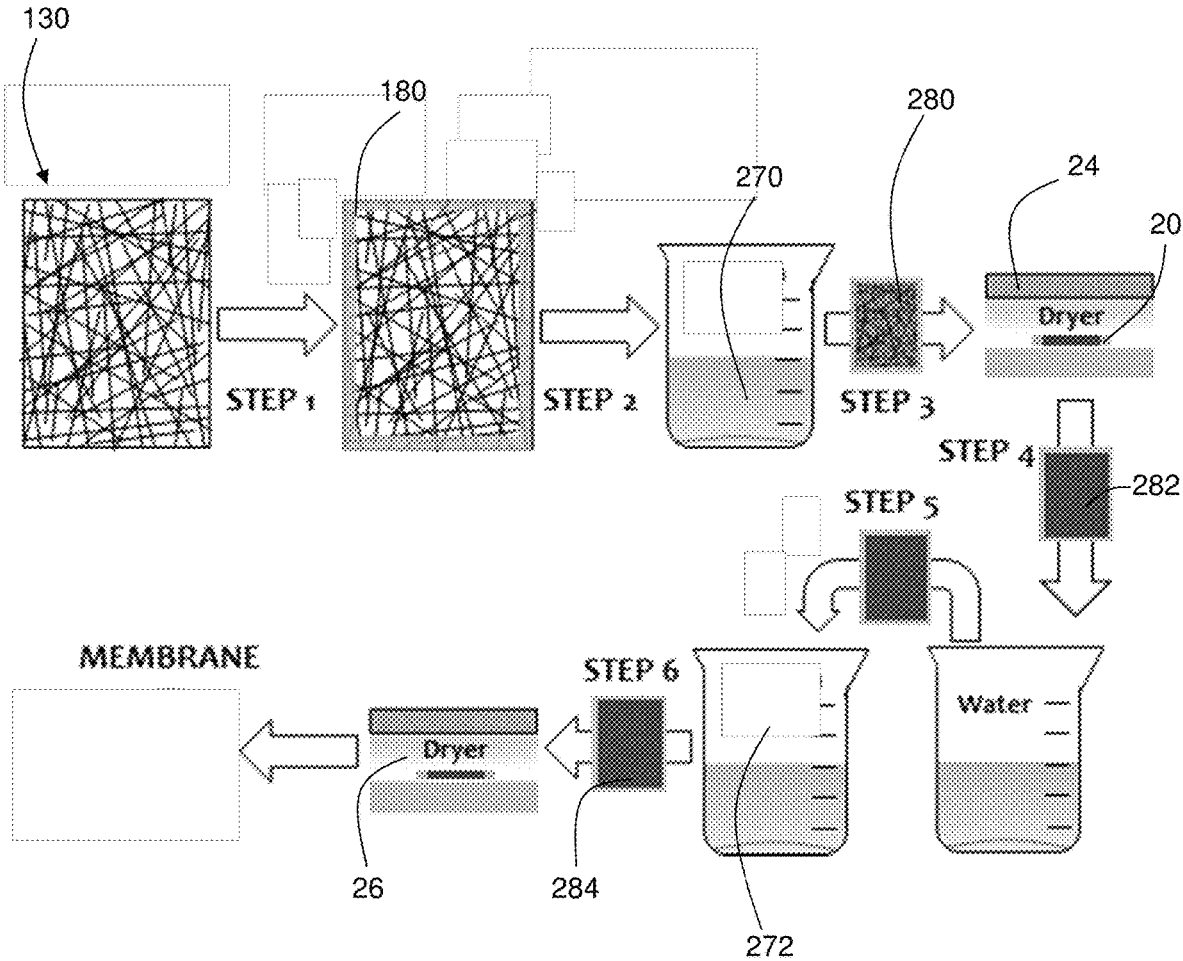 130
180
280
270
24
20
Dryer
STEP 1
STEP 2
STEP 3
STEP 4
282
STEP 5
MEMBRANE
STEP 6
Water
Dryer
26
284
272